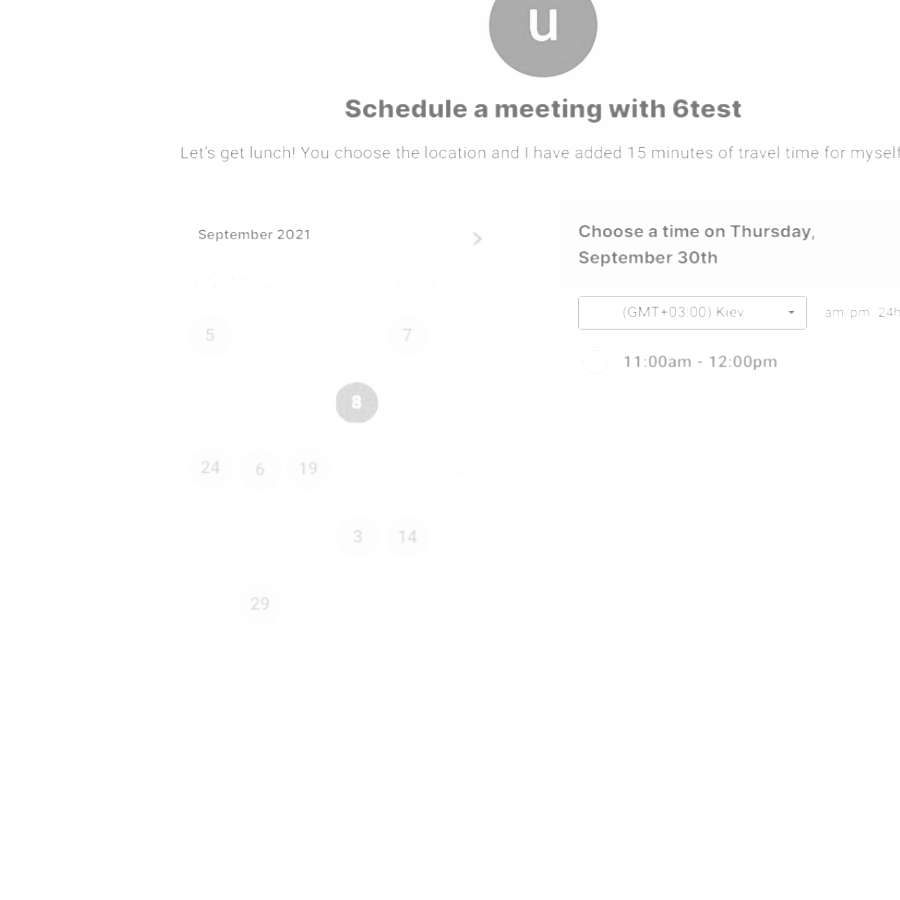 u
Schedule a meeting with 6test
Let's get lunch! You choose the location and I have added 15 minutes of travel time for myself
September 2021
5 7
8
24 6 19
3 14
29
Choose a time on Thursday,
September 30th
(GMT+03:00) Kiev am/pm 24h
11:00am - 12:00pm